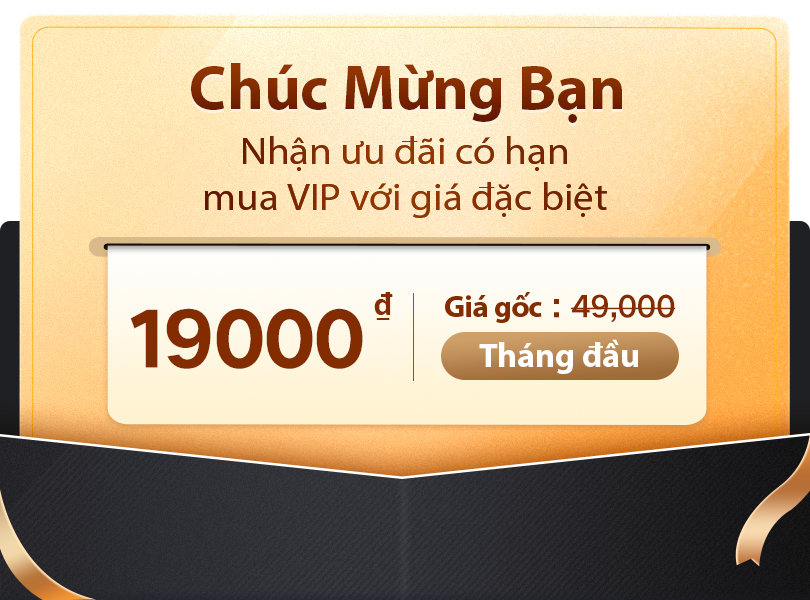 Chúc Mừng Bạn
Nhận ưu đãi có hạn
mua VIP với giá đặc biệt
19000 ₫
Giá gốc : 49,000
Tháng đầu